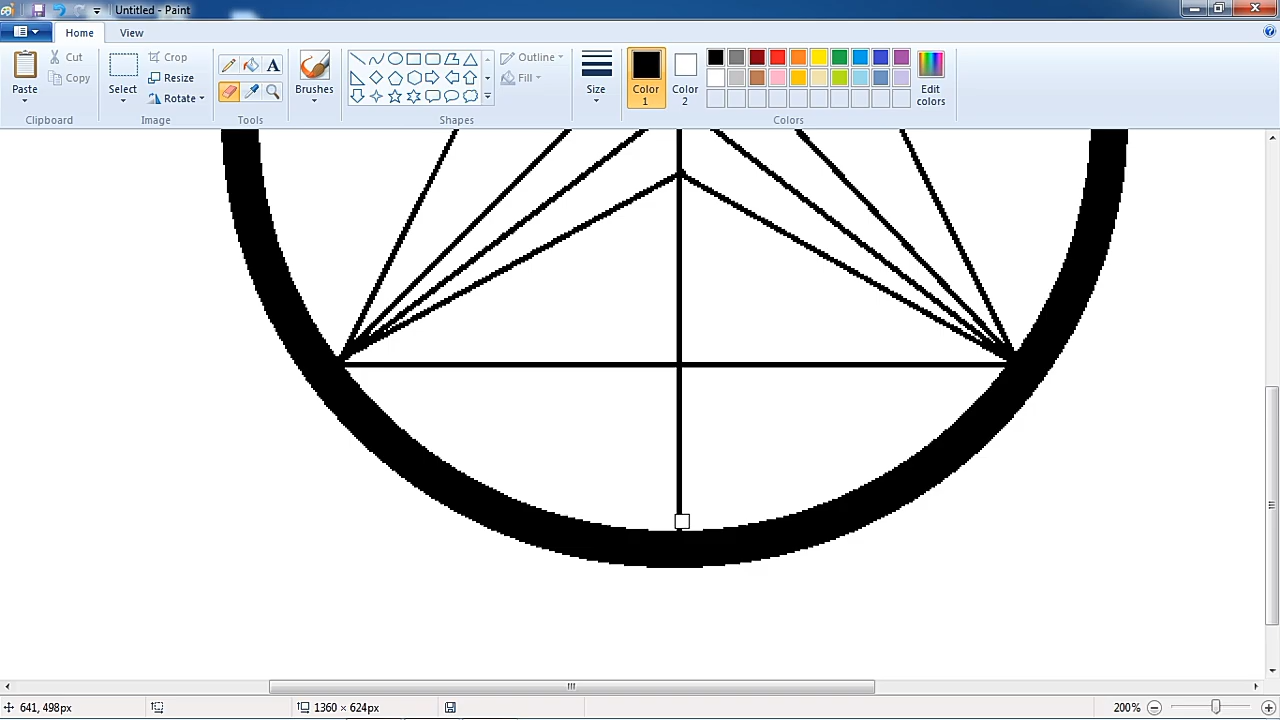 Untitled - Paint
Home View
Paste
Cut
Copy
Clipboard
Select
Crop
Resize
Rotate
Image
A
Tools
Brushes
Outline
Fill
Shapes
Size
Color
1
Color
2
Edit
colors
Colors
641, 498px
1360 × 624px
200%